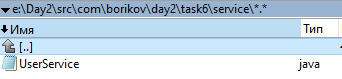 e:\Day2\src\com\borikov\day2\task6\service\*.*
Имя Тип
[..]
UserService java